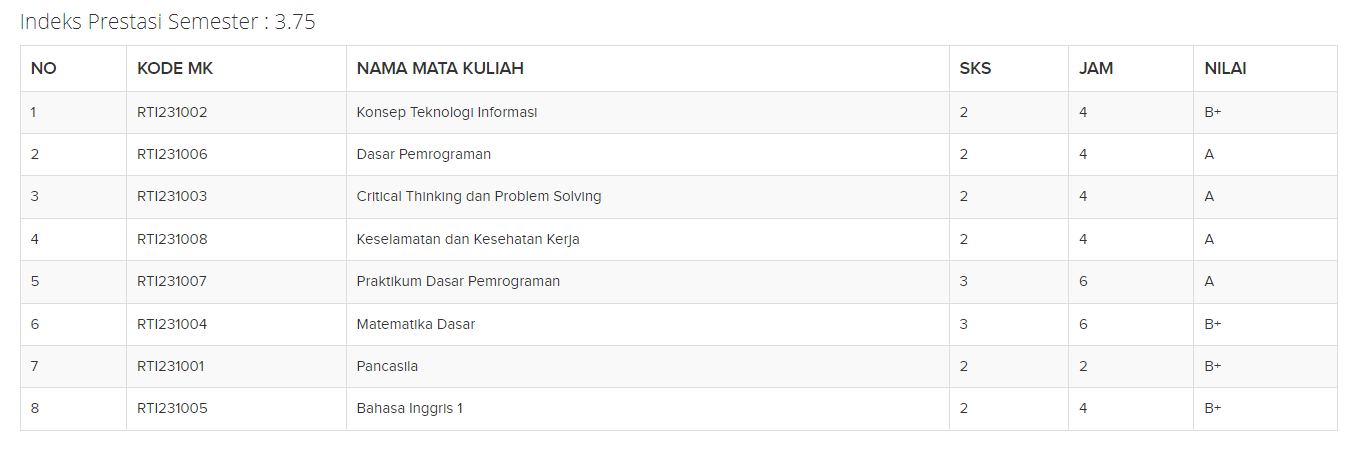 Indeks Prestasi Semester : 3.75
NO KODE MK NAMA MATA KULIAH SKS JAM NILAI
1 RTI231002 Konsep Teknologi Informasi 2 4 B+
2 RTI231006 Dasar Pemrograman 2 4 A
3 RTI231003 Critical Thinking dan Problem Solving 2 4 A
4 RTI231008 Keselamatan dan Kesehatan Kerja 2 4 A
5 RTI231007 Praktikum Dasar Pemrograman 3 6 A
6 RTI231004 Matematika Dasar 3 6 B+
7 RTI231001 Pancasila 2 2 B+
8 RTI231005 Bahasa Inggris 1 2 4 B+